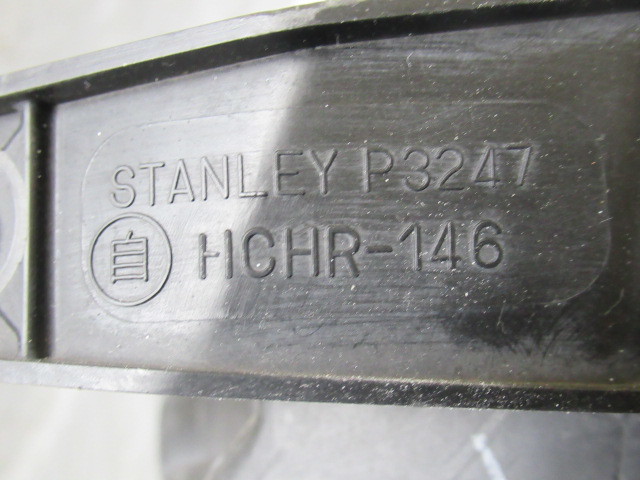 STANLEY P3247
自 HCHR-146